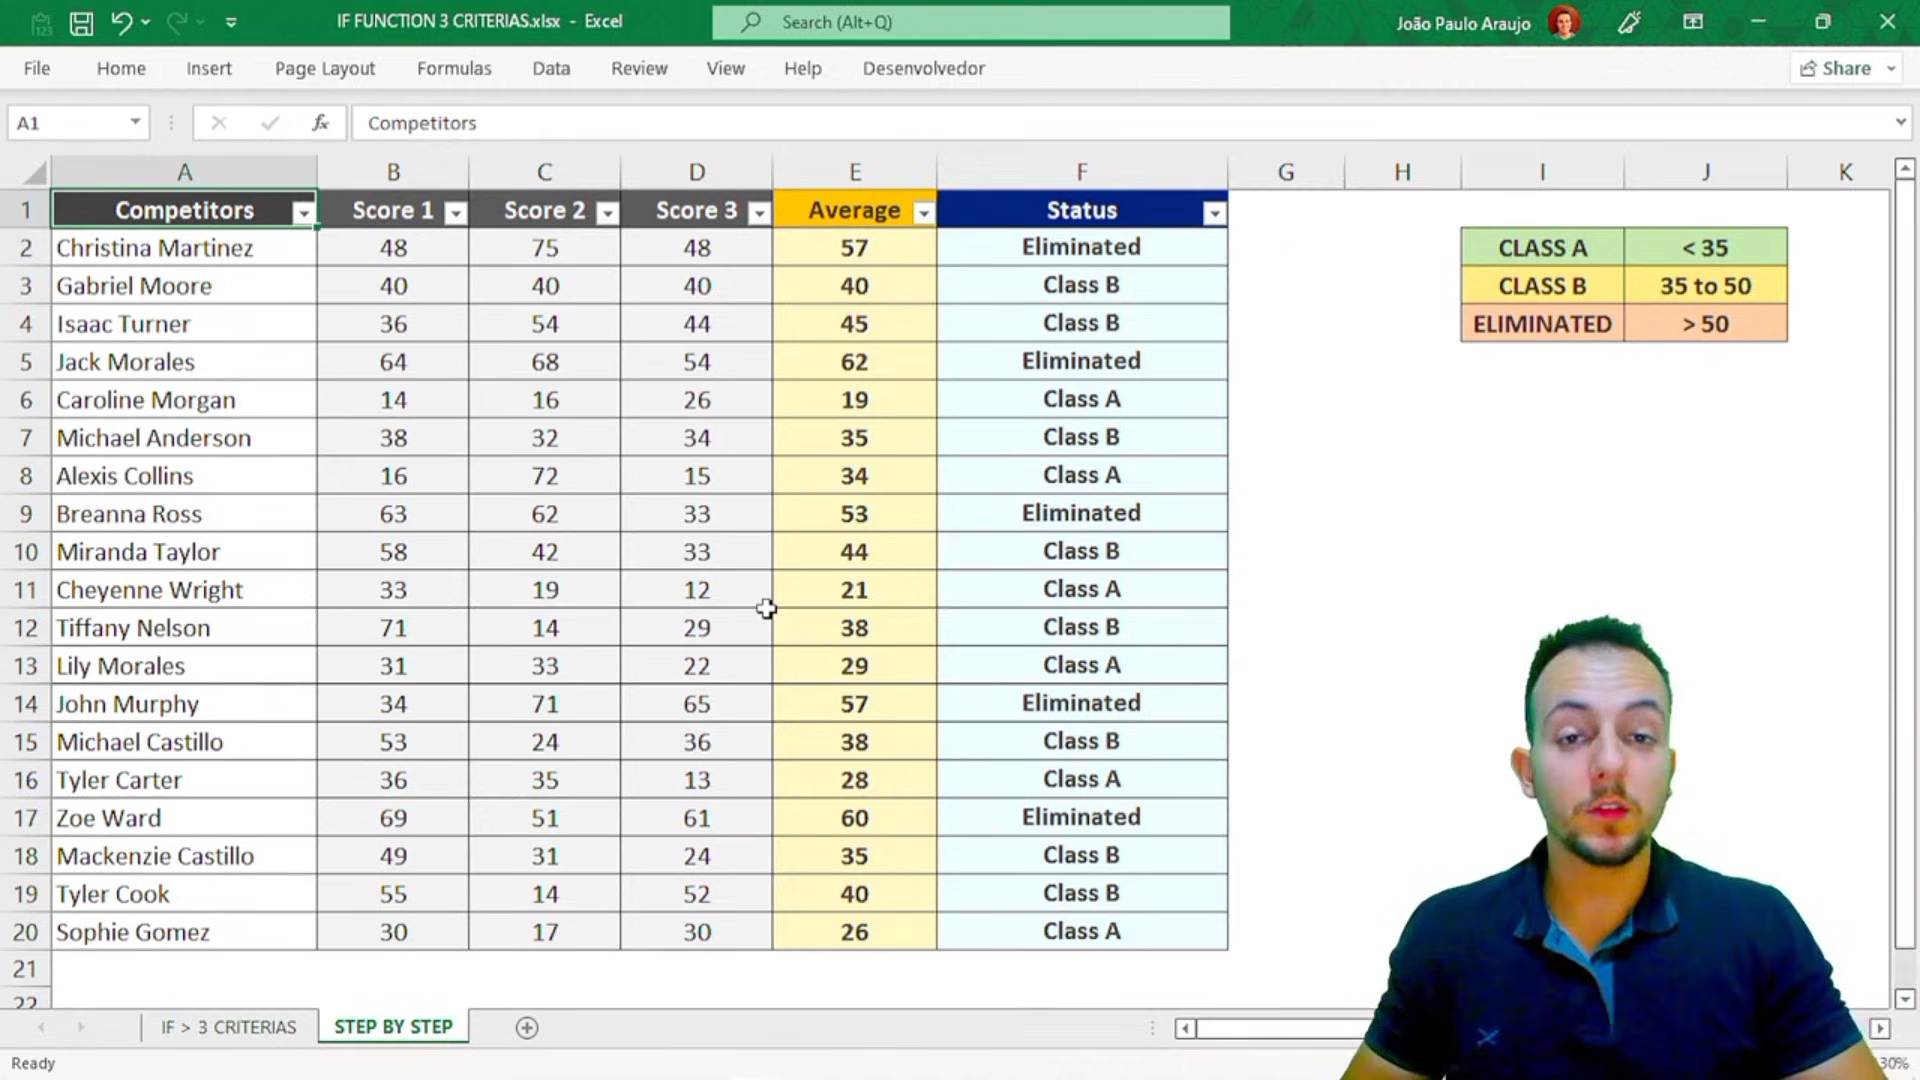 IF FUNCTION 3 CRITERIAS.xlsx - Excel
Search (Alt+Q)
João Paulo Araujo
File Home Insert Page Layout Formulas Data Review View Help Desenvolvedor Share
A1 fx Competitors
A B C D E F G H I J K
1 Competitors Score 1 Score 2 Score 3 Average Status
2 Christina Martinez 48 75 48 57 Eliminated CLASS A < 35
3 Gabriel Moore 40 40 40 40 Class B CLASS B 35 to 50
4 Isaac Turner 36 54 44 45 Class B ELIMINATED > 50
5 Jack Morales 64 68 54 62 Eliminated
6 Caroline Morgan 14 16 26 19 Class A
7 Michael Anderson 38 32 34 35 Class B
8 Alexis Collins 16 72 15 34 Class A
9 Breanna Ross 63 62 33 53 Eliminated
10 Miranda Taylor 58 42 33 44 Class B
11 Cheyenne Wright 33 19 12 21 Class A
12 Tiffany Nelson 71 14 29 38 Class B
13 Lily Morales 31 33 22 29 Class A
14 John Murphy 34 71 65 57 Eliminated
15 Michael Castillo 53 24 36 38 Class B
16 Tyler Carter 36 35 13 28 Class A
17 Zoe Ward 69 51 61 60 Eliminated
18 Mackenzie Castillo 49 31 24 35 Class B
19 Tyler Cook 55 14 52 40 Class B
20 Sophie Gomez 30 17 30 26 Class A
21
22
IF > 3 CRITERIAS STEP BY STEP
Ready 30%